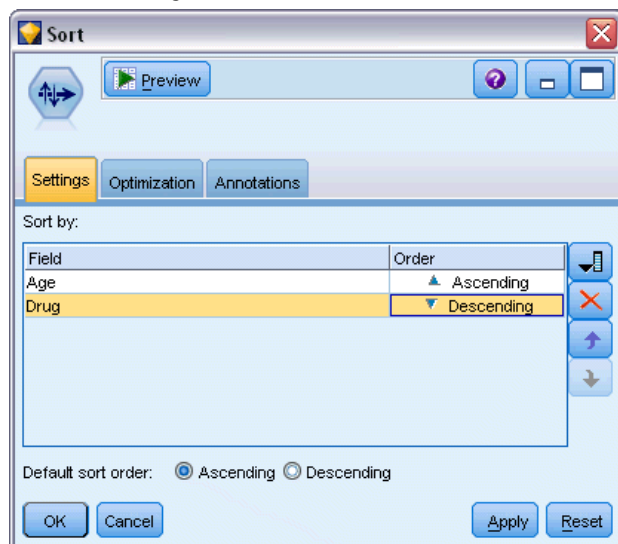 Sort
Preview
Settings Optimization Annotations
Sort by:
Field Order
Age Ascending
Drug Descending
Default sort order: Ascending Descending
OK Cancel Apply Reset